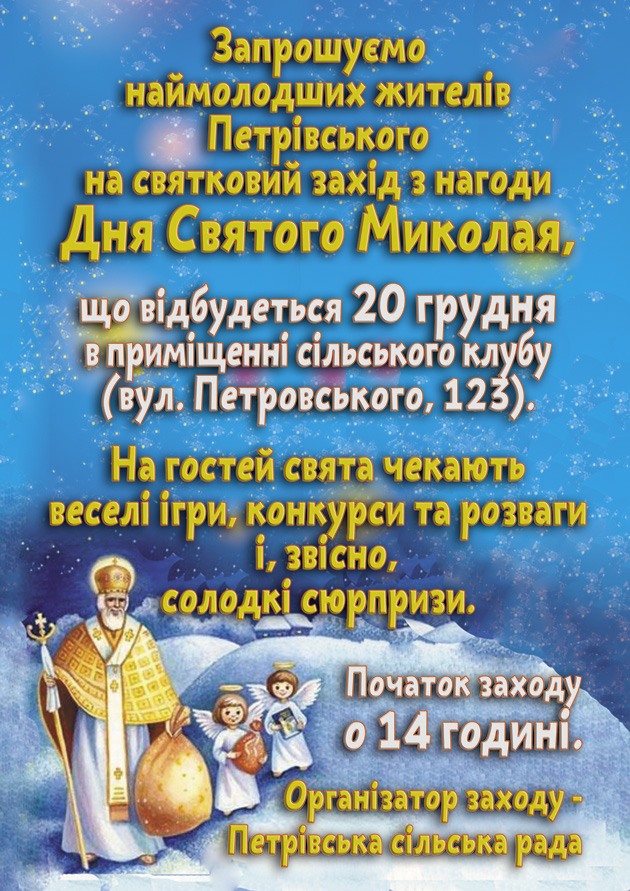 Запрошуємо
наймолодших жителів
Петрівського
на святковий захід з нагоди
Дня Святого Миколая,
що відбудеться 20 грудня
в приміщенні сільського клубу
(вул. Петровського, 123).
На гостей свята чекають
веселі ігри, конкурси та розваги
і, звісно,
солодкі сюрпризи.
Початок заходу
о 14 годині.
Організатор заходу -
Петрівська сільська рада